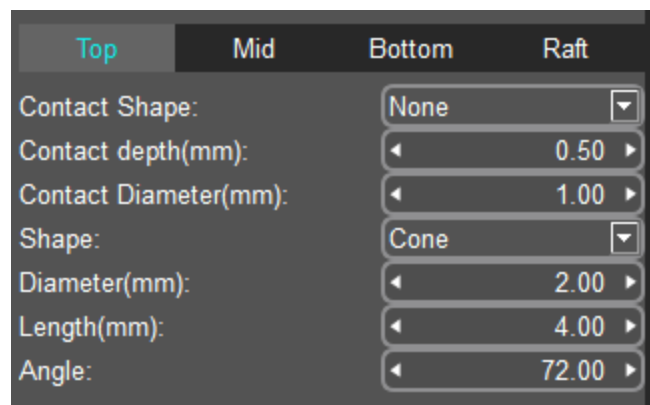 Top Mid Bottom Raft
Contact Shape: None
Contact depth(mm): 0.50
Contact Diameter(mm): 1.00
Shape: Cone
Diameter(mm): 2.00
Length(mm): 4.00
Angle: 72.00